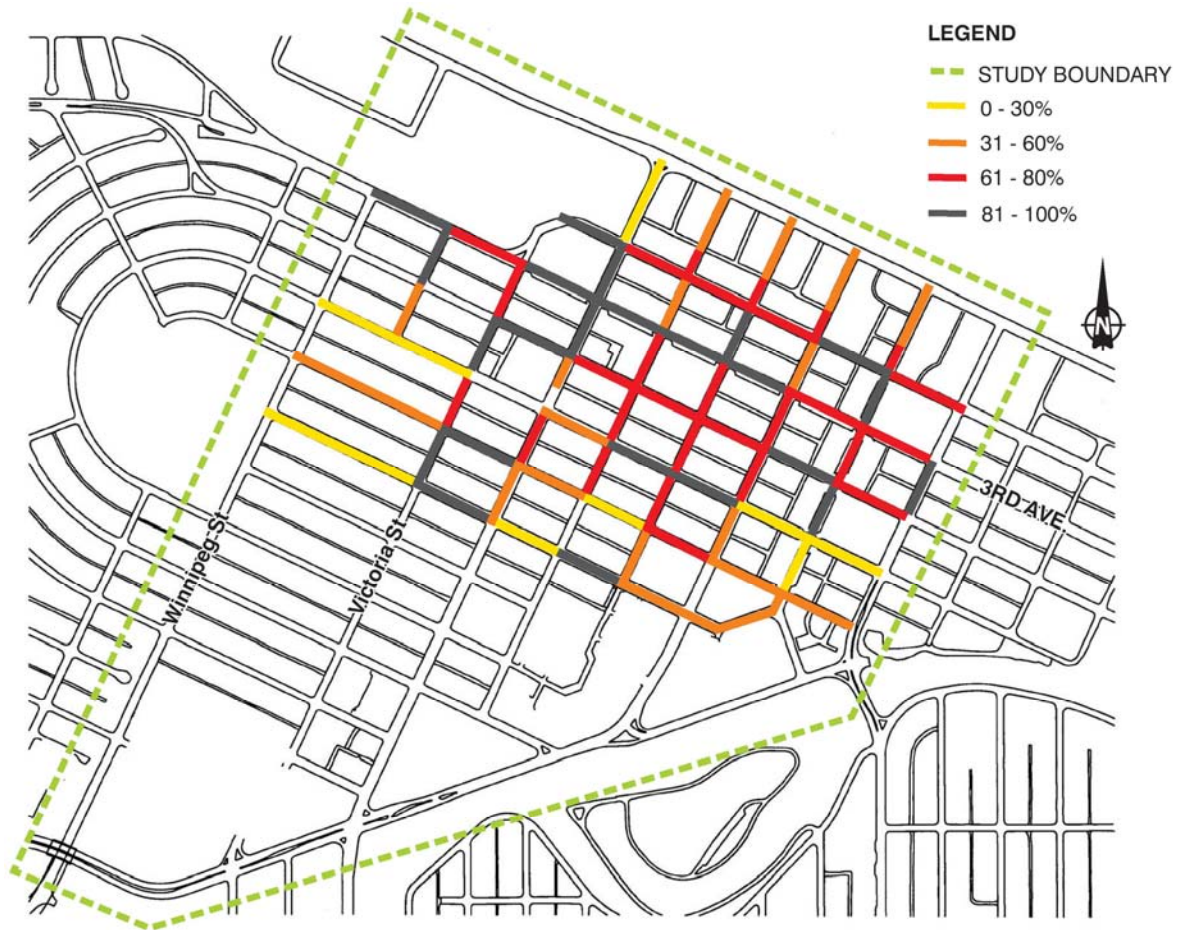 LEGEND
STUDY BOUNDARY
0 - 30%
31 - 60%
61 - 80%
81 - 100%
N
3RD AVE.
Winnipeg St
Victoria St